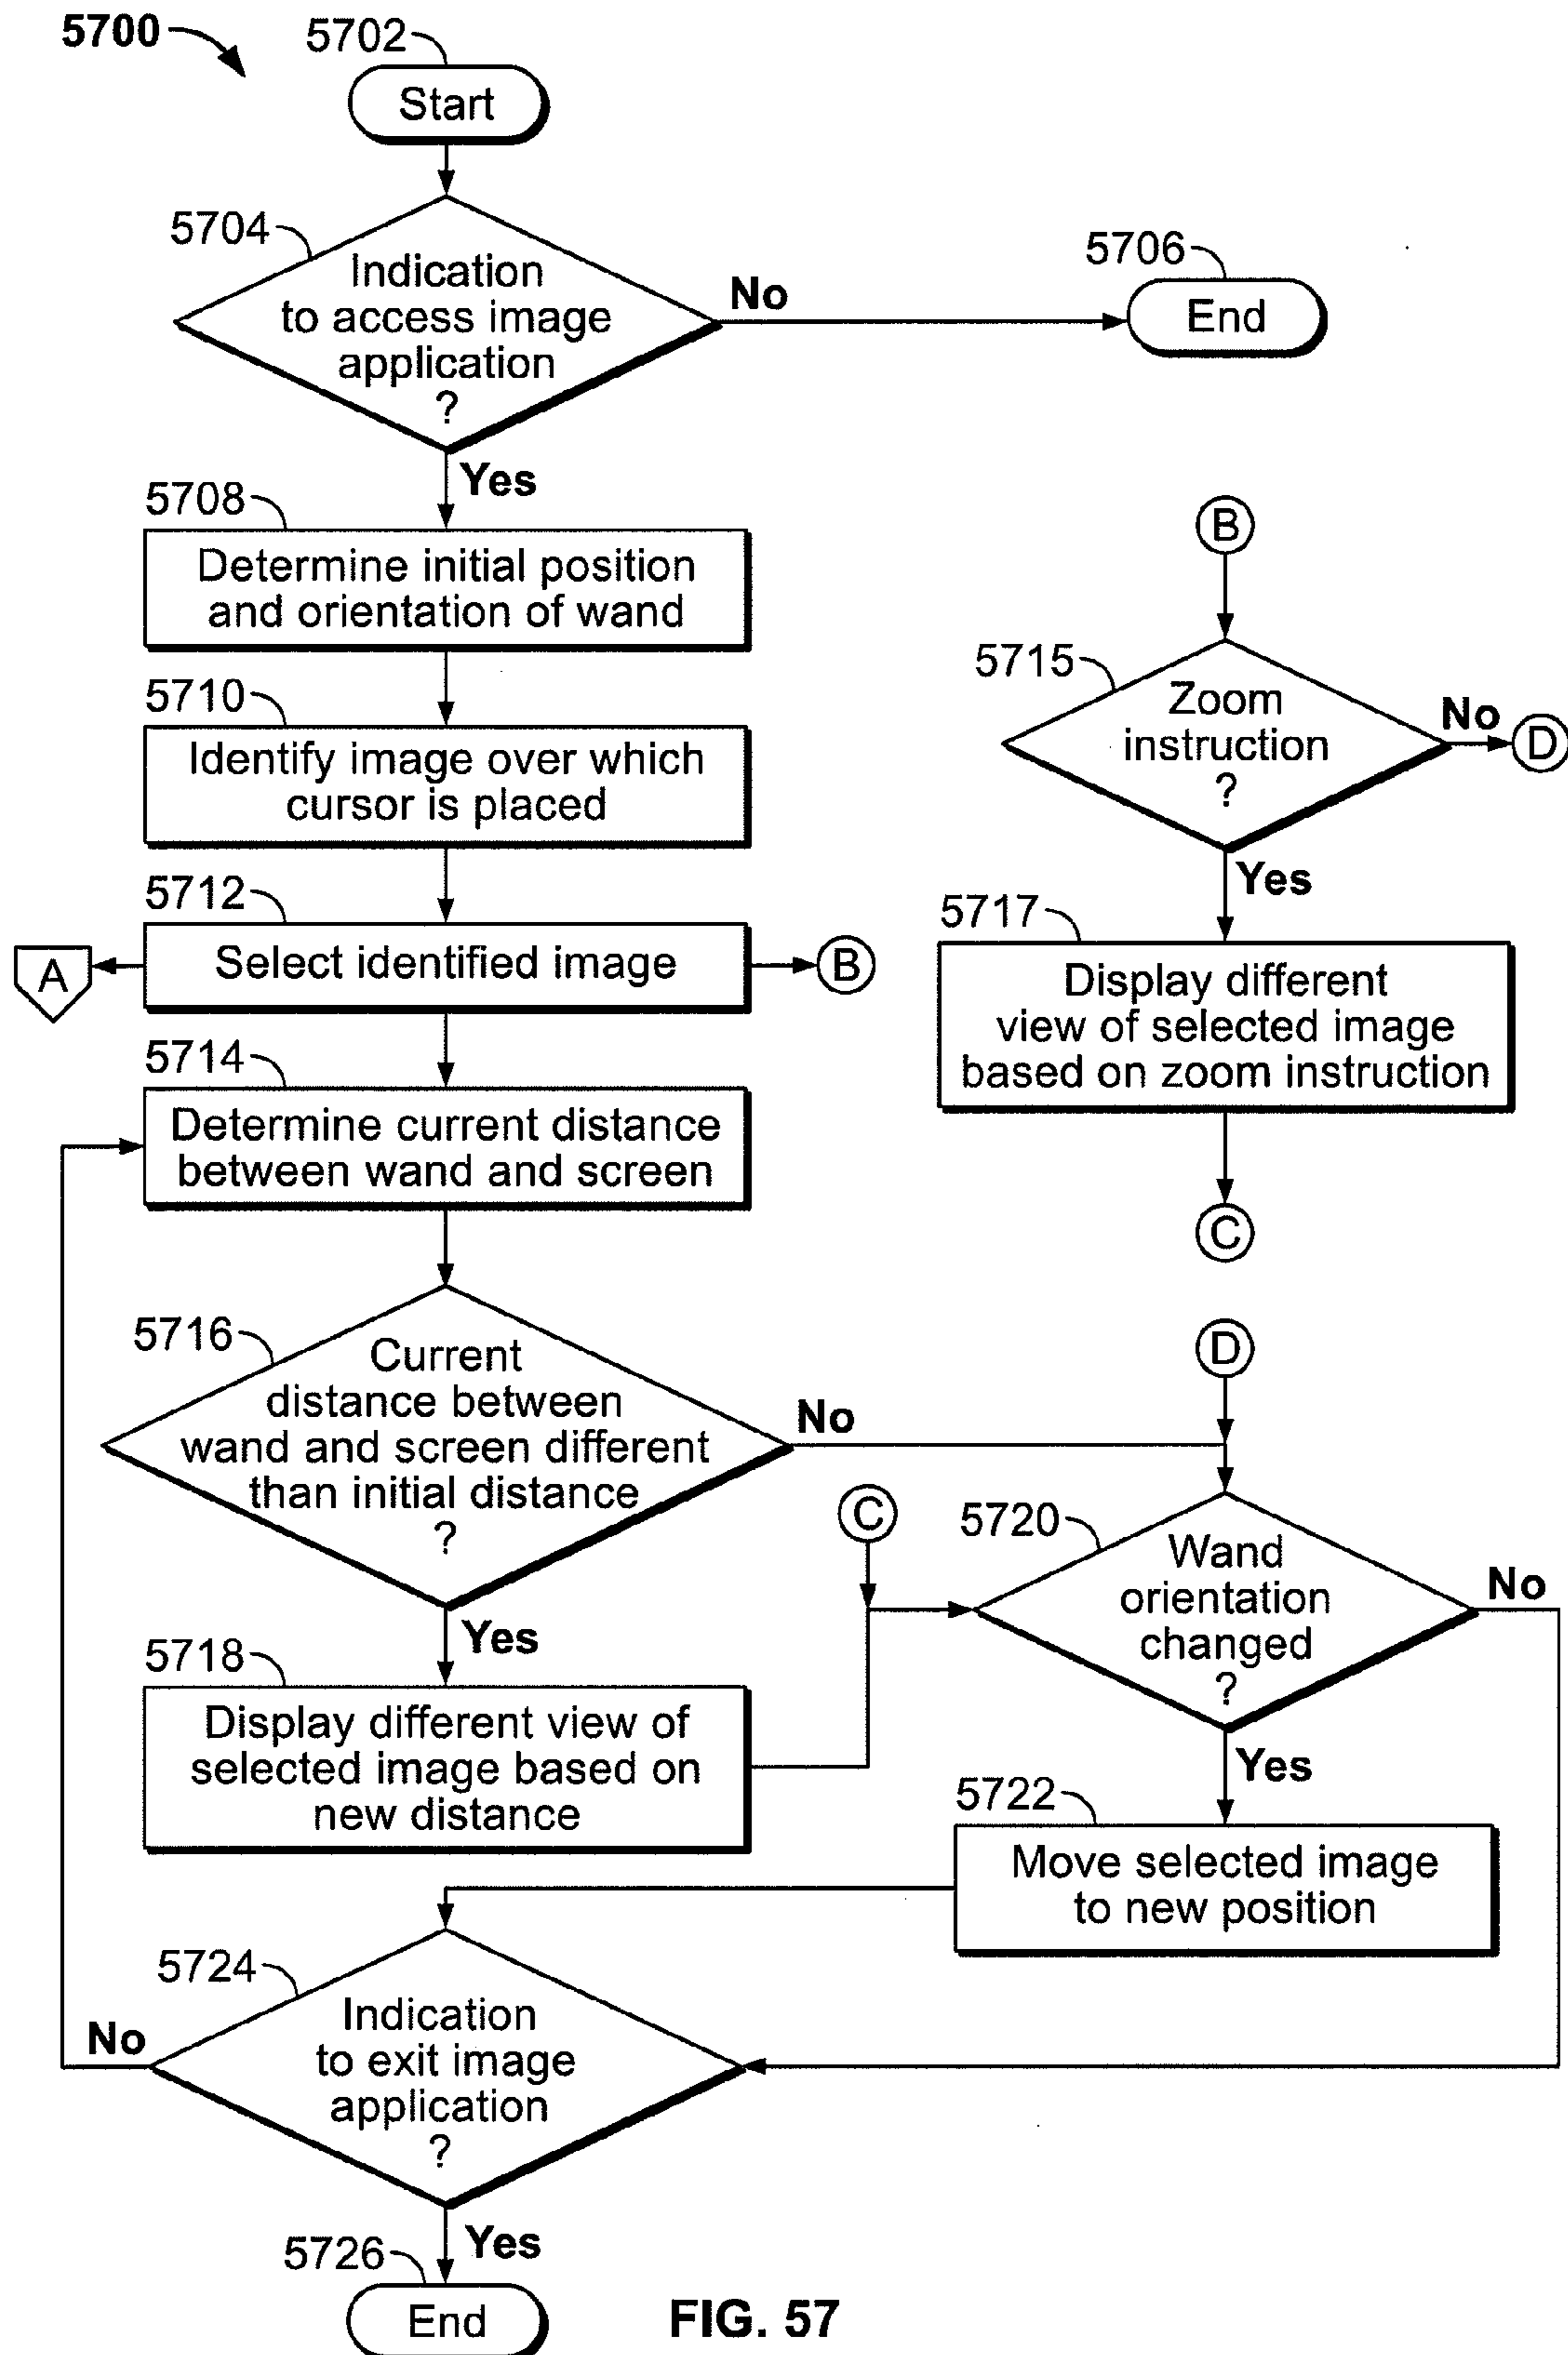 5700
5702
Start
5704
Indication
to access image
application
?
No
5706
End
Yes
5708
Determine initial position
and orientation of wand
5710
Identify image over which
cursor is placed
5712
Select identified image
A
B
5714
Determine current distance
between wand and screen
5716
Current
distance between
wand and screen different
than initial distance
?
No
Yes
5718
Display different view of
selected image based on
new distance
B
5715
Zoom
instruction
?
No
D
Yes
5717
Display different
view of selected image
based on zoom instruction
C
D
C
5720
Wand
orientation
changed
?
No
Yes
5722
Move selected image
to new position
5724
Indication
to exit image
application
?
No
Yes
5726
End
FIG. 57